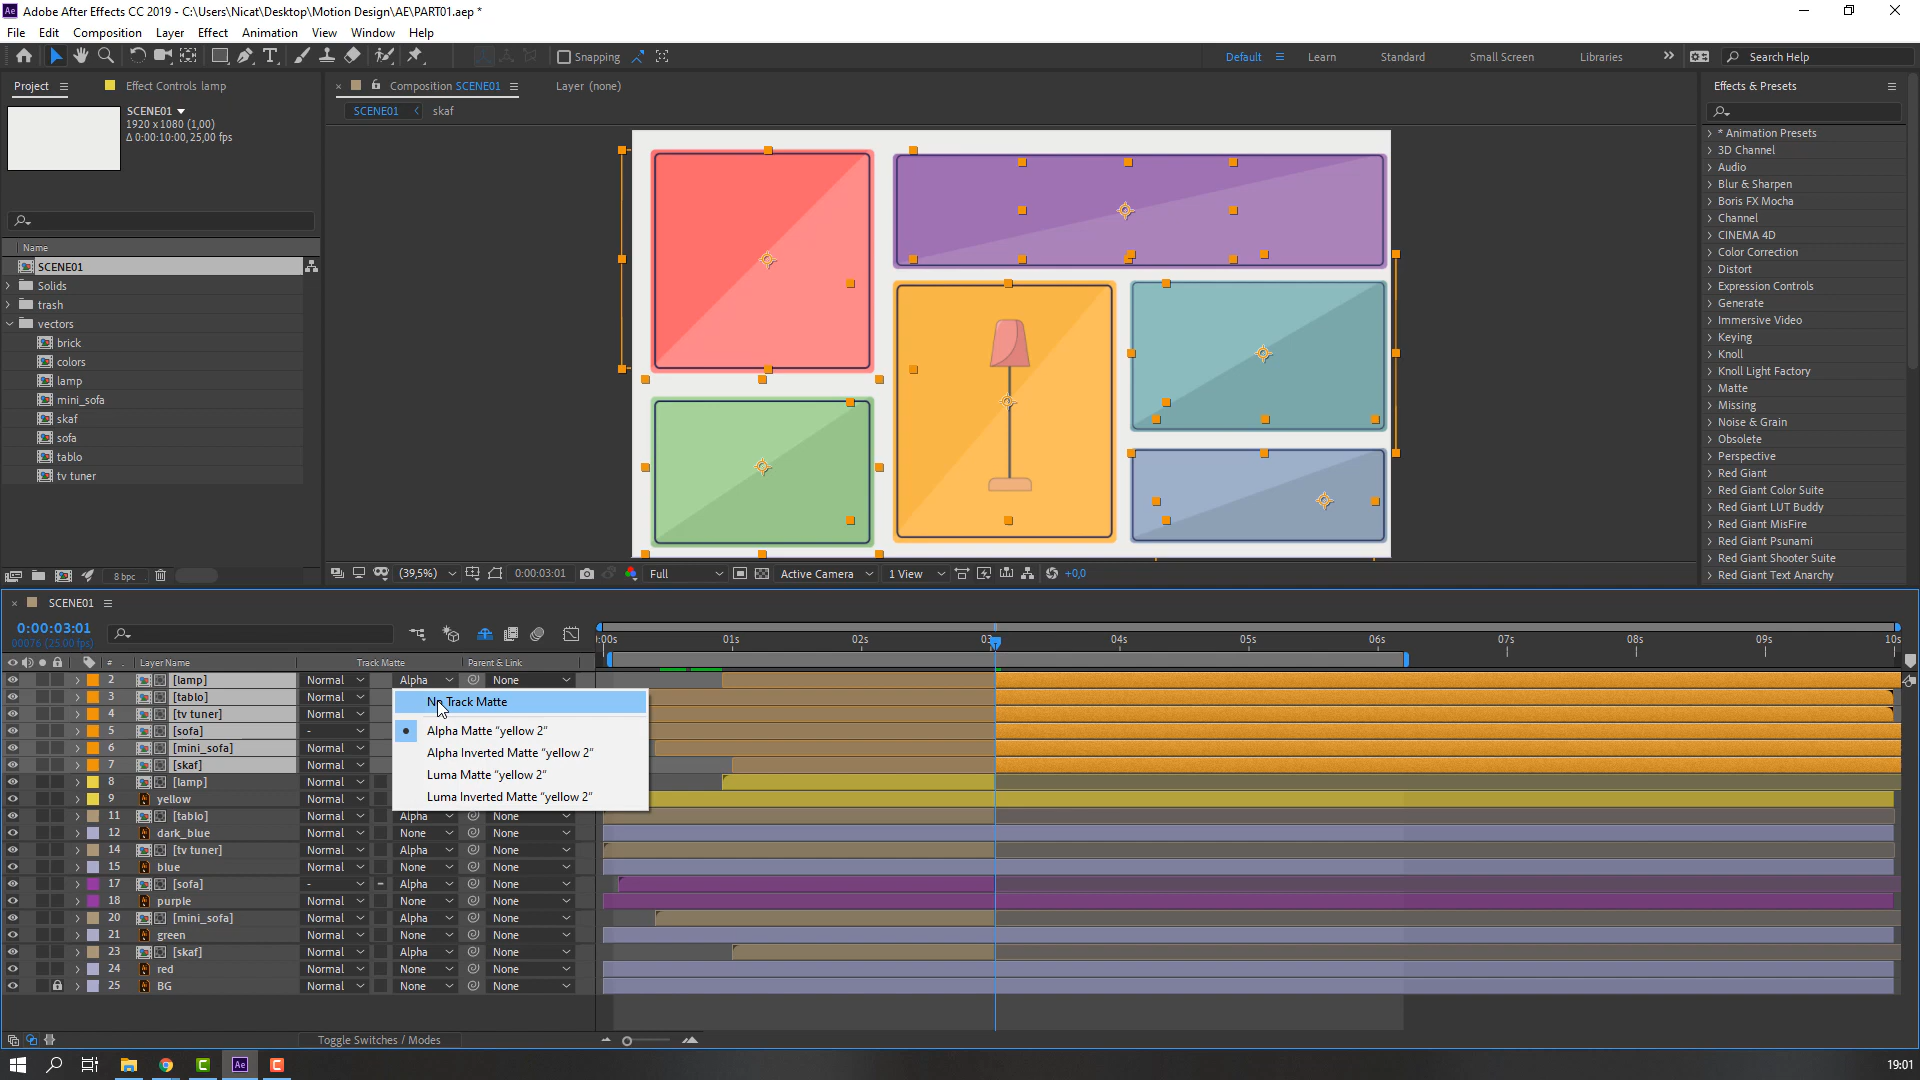 Adobe After Effects CC 2019 - C:\Users\Nicat\Desktop\Motion Design\AE\PART01.aep *
File Edit Composition Layer Effect Animation View Window Help
Snapping
Default Learn Standard Small Screen Libraries Search Help
Project Effect Controls lamp
Composition SCENE01 Layer (none)
Effects & Presets
SCENE01
1920 x 1080 (1,00)
Δ 0:00:10:00, 25,00 fps
SCENE01 skaf
Name
SCENE01
Solids
trash
vectors
brick
colors
lamp
mini_sofa
skaf
sofa
tablo
tv tuner
* Animation Presets
3D Channel
Audio
Blur & Sharpen
Boris FX Mocha
Channel
CINEMA 4D
Color Correction
Distort
Expression Controls
Generate
Immersive Video
Keying
Knoll
Knoll Light Factory
Matte
Missing
Noise & Grain
Obsolete
Perspective
Red Giant
Red Giant Color Suite
Red Giant LUT Buddy
Red Giant MisFire
Red Giant Psunami
Red Giant Shooter Suite
Red Giant Text Anarchy
8 bpc
(39,5%) 0:00:03:01 Full Active Camera 1 View +0,0
SCENE01
0:00:03:01
00076 (25.00 fps)
:00s 01s 02s 03 04s 05s 06s 07s 08s 09s 10s
# Layer Name Track Matte Parent & Link
2 [lamp] Normal Alpha None
3 [tablo] Normal
4 [tv tuner] Normal
5 [sofa] -
6 [mini_sofa] Normal
7 [skaf] Normal
8 [lamp] Normal
9 yellow Normal
11 [tablo] Normal Alpha None
12 dark_blue Normal None None
14 [tv tuner] Normal Alpha None
15 blue Normal None None
17 [sofa] - Alpha None
18 purple Normal None None
20 [mini_sofa] Normal Alpha None
21 green Normal None None
23 [skaf] Normal Alpha None
24 red Normal None None
25 BG Normal None None
No Track Matte
Alpha Matte "yellow 2"
Alpha Inverted Matte "yellow 2"
Luma Matte "yellow 2"
Luma Inverted Matte "yellow 2"
Toggle Switches / Modes
19:01